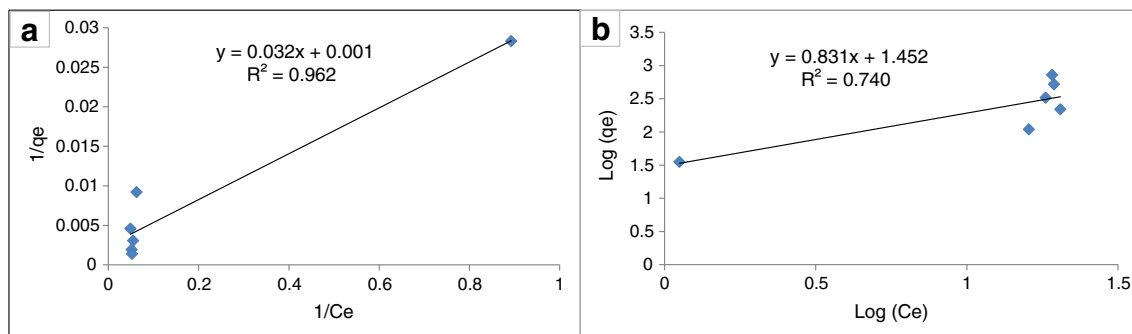 a
y = 0.032x + 0.001
R² = 0.962
0.03
0.025
0.02
0.015
0.01
0.005
0
1/qe
0 0.2 0.4 0.6 0.8 1
1/Ce
b
y = 0.831x + 1.452
R² = 0.740
3.5
3
2.5
2
1.5
1
0.5
0
Log (qe)
0 0.5 1 1.5
Log (Ce)